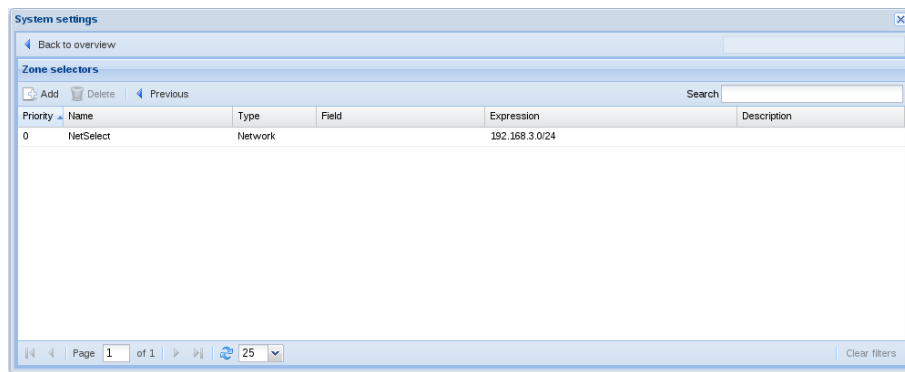 System settings
Back to overview
Zone selectors
Add Delete Previous Search
Priority Name Type Field Expression Description
0 NetSelect Network 192.168.3.0/24
Page 1 of 1 25 Clear filters